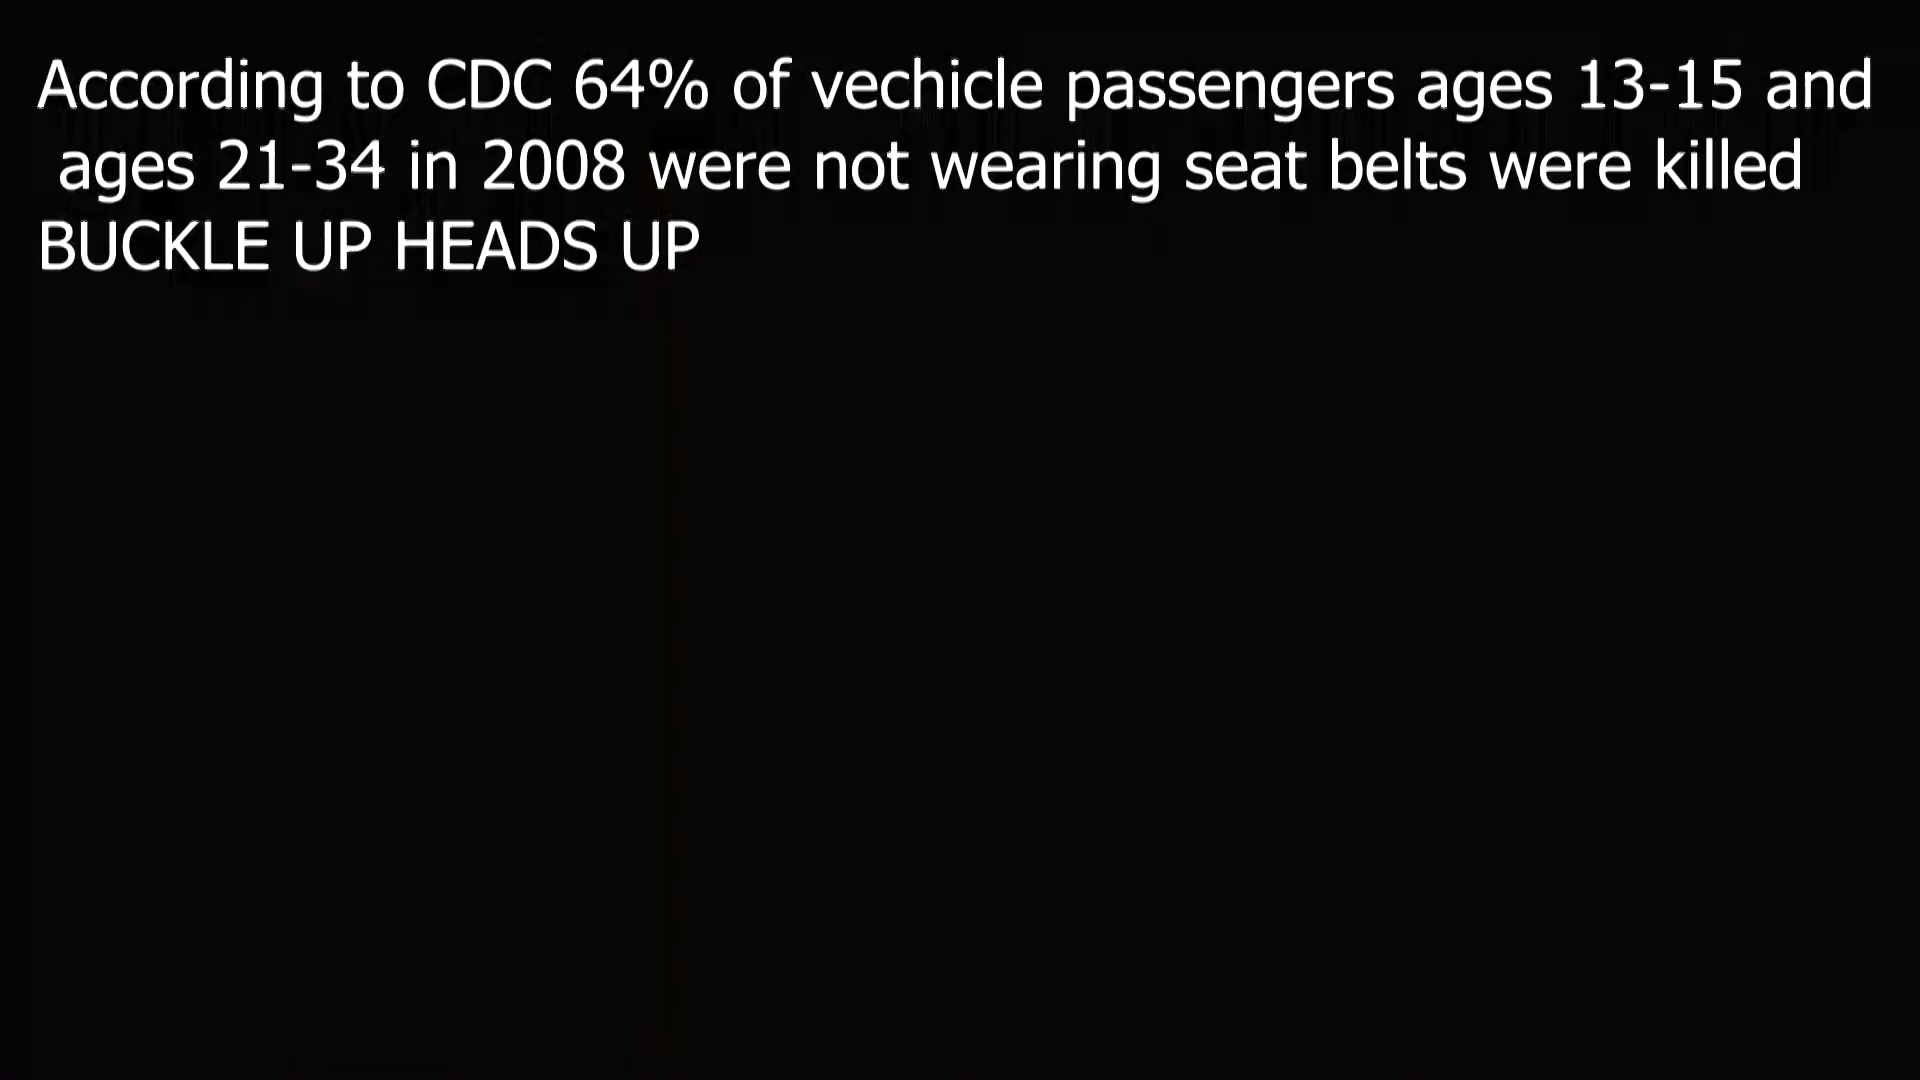 According to CDC 64% of vechicle passengers ages 13-15 and
ages 21-34 in 2008 were not wearing seat belts were killed
BUCKLE UP HEADS UP